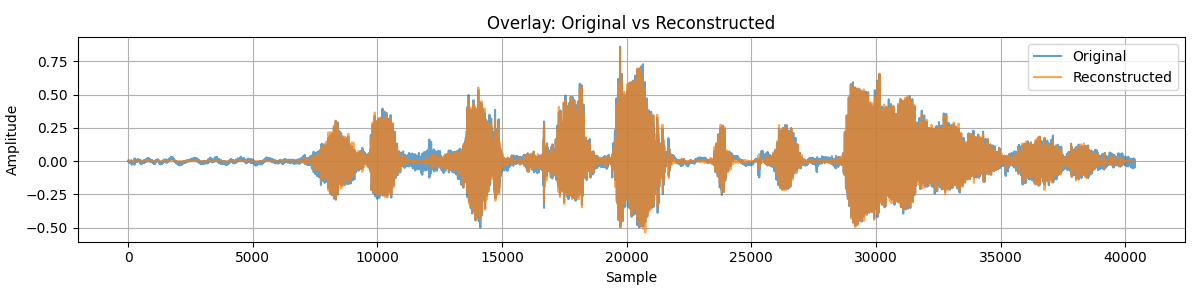 Overlay: Original vs Reconstructed
Original
Reconstructed
Amplitude
0.75
0.50
0.25
0.00
−0.25
−0.50
0 5000 10000 15000 20000 25000 30000 35000 40000
Sample